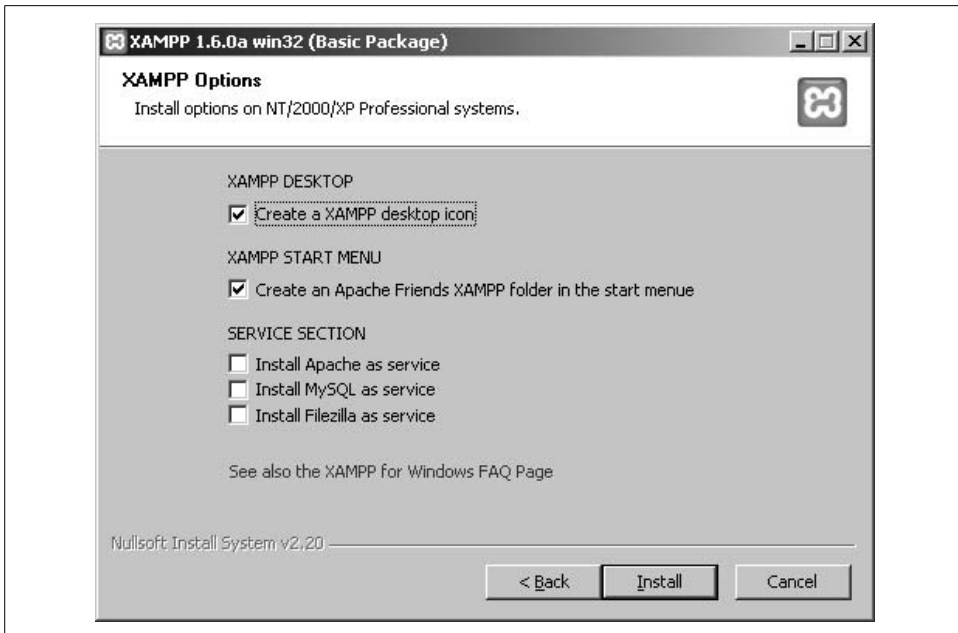 XAMPP 1.6.0a win32 (Basic Package)
XAMPP Options
Install options on NT/2000/XP Professional systems.
XAMPP DESKTOP
Create a XAMPP desktop icon
XAMPP START MENU
Create an Apache Friends XAMPP folder in the start menue
SERVICE SECTION
Install Apache as service
Install MySQL as service
Install Filezilla as service
See also the XAMPP for Windows FAQ Page
Nullsoft Install System v2.20
< Back
Install
Cancel